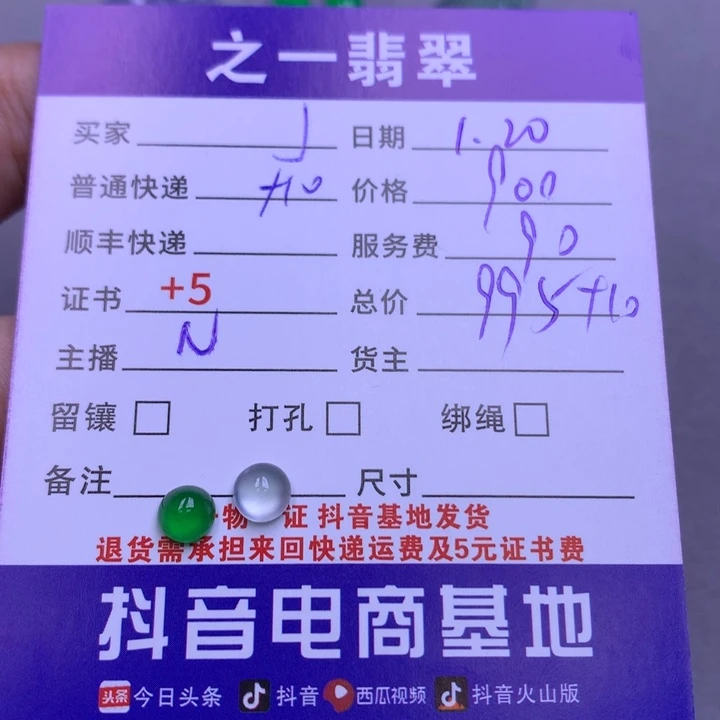 之一翡翠
买家 J 日期 1.20
普通快递 +10 价格 900
顺丰快递 服务费 90
证书 +5 总价 995+10
主播 N 货主
留镶 打孔 绑绳
备注 尺寸
物 证 抖音基地发货
退货需承担来回快递运费及5元证书费
抖音电商基地
头条 今日头条 抖音 西瓜视频 抖音火山版